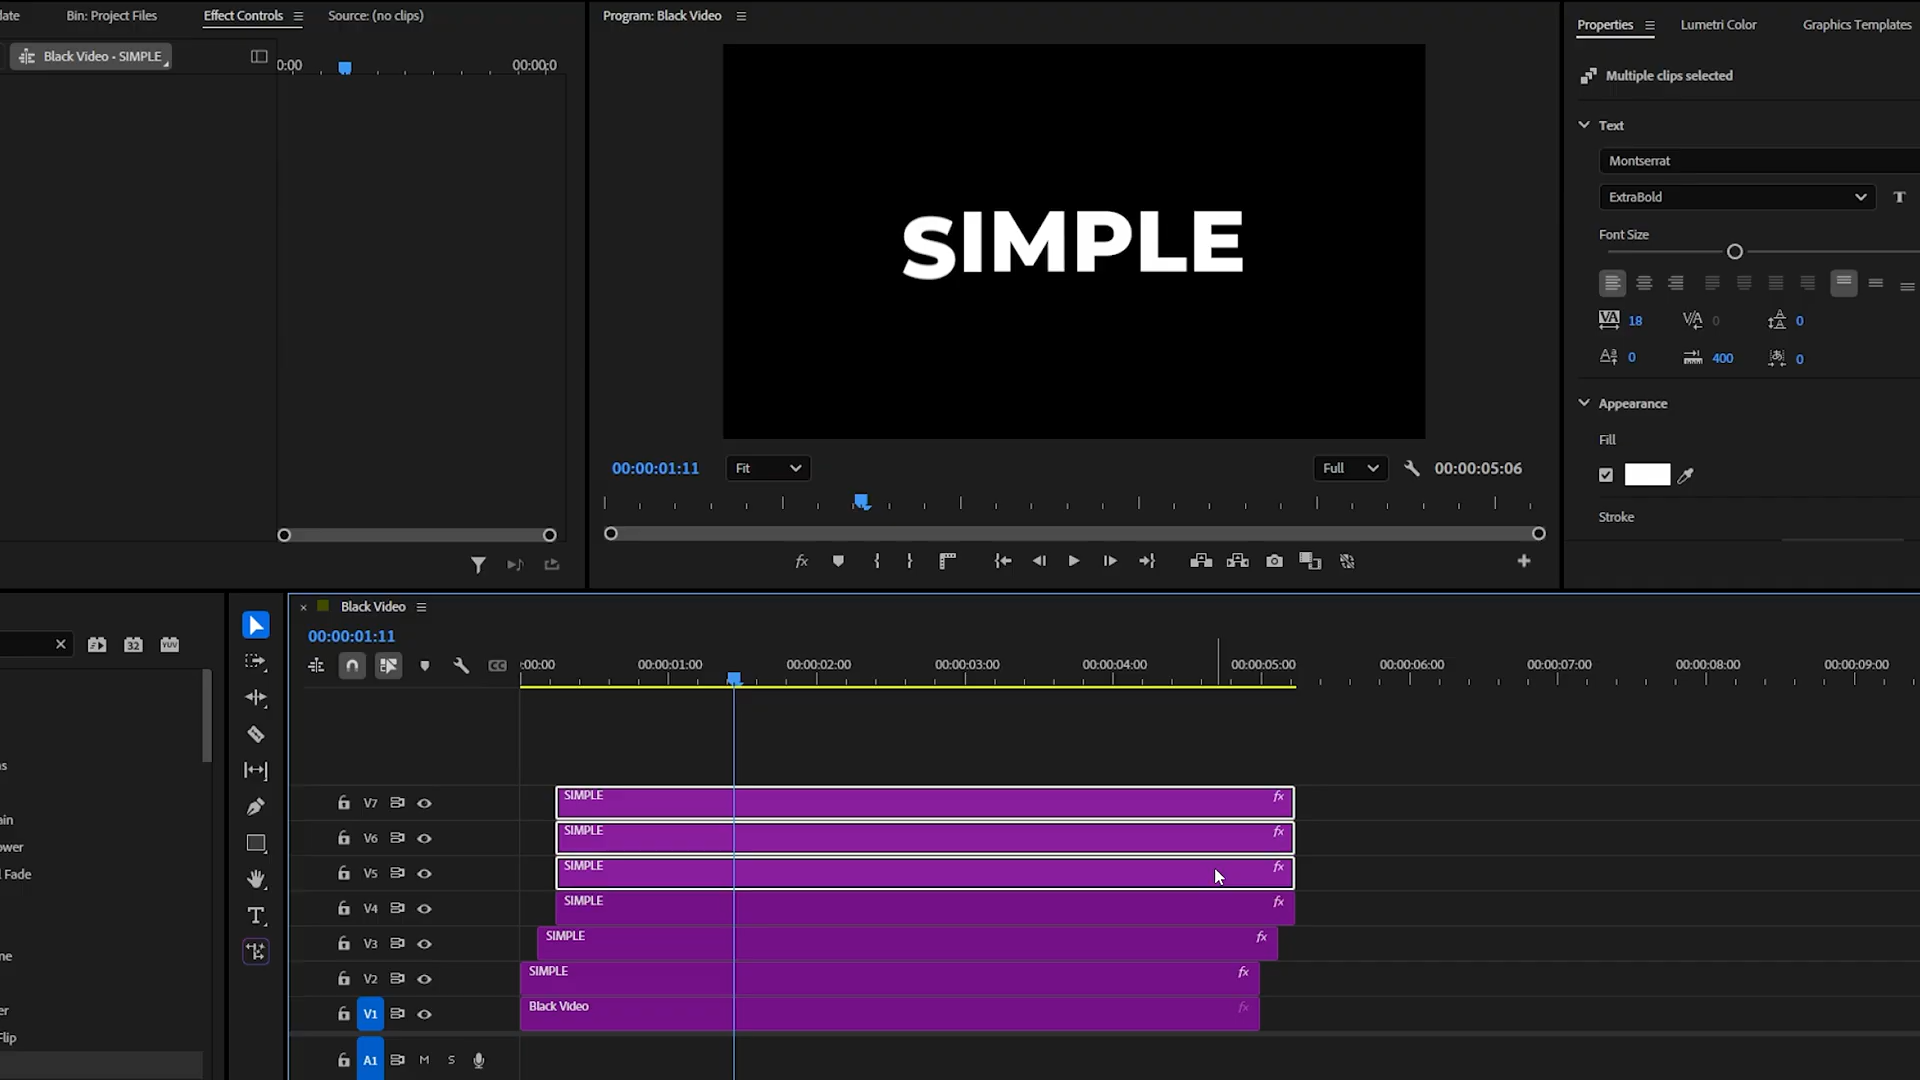 late
Bin: Project Files
Effect Controls
Source: (no clips)
Program: Black Video
Properties
Lumetri Color
Graphics Templates
Black Video - SIMPLE
0:00
00:00:0
Multiple clips selected
Text
Montserrat
ExtraBold
T
Font Size
SIMPLE
VA 18
V/A 0
0
0
400
0
Appearance
Fill
00:00:01:11
Fit
Full
00:00:05:06
Stroke
fx
Black Video
00:00:01:11
32
YUV
CC
:00:00
00:00:01:00
00:00:02:00
00:00:03:00
00:00:04:00
00:00:05:00
00:00:06:00
00:00:07:00
00:00:08:00
00:00:09:00
s
ain
ower
l Fade
ne
er
Flip
T
V7
SIMPLE
fx
V6
SIMPLE
fx
V5
SIMPLE
fx
V4
SIMPLE
fx
V3
SIMPLE
fx
V2
SIMPLE
fx
V1
Black Video
fx
A1
M
S